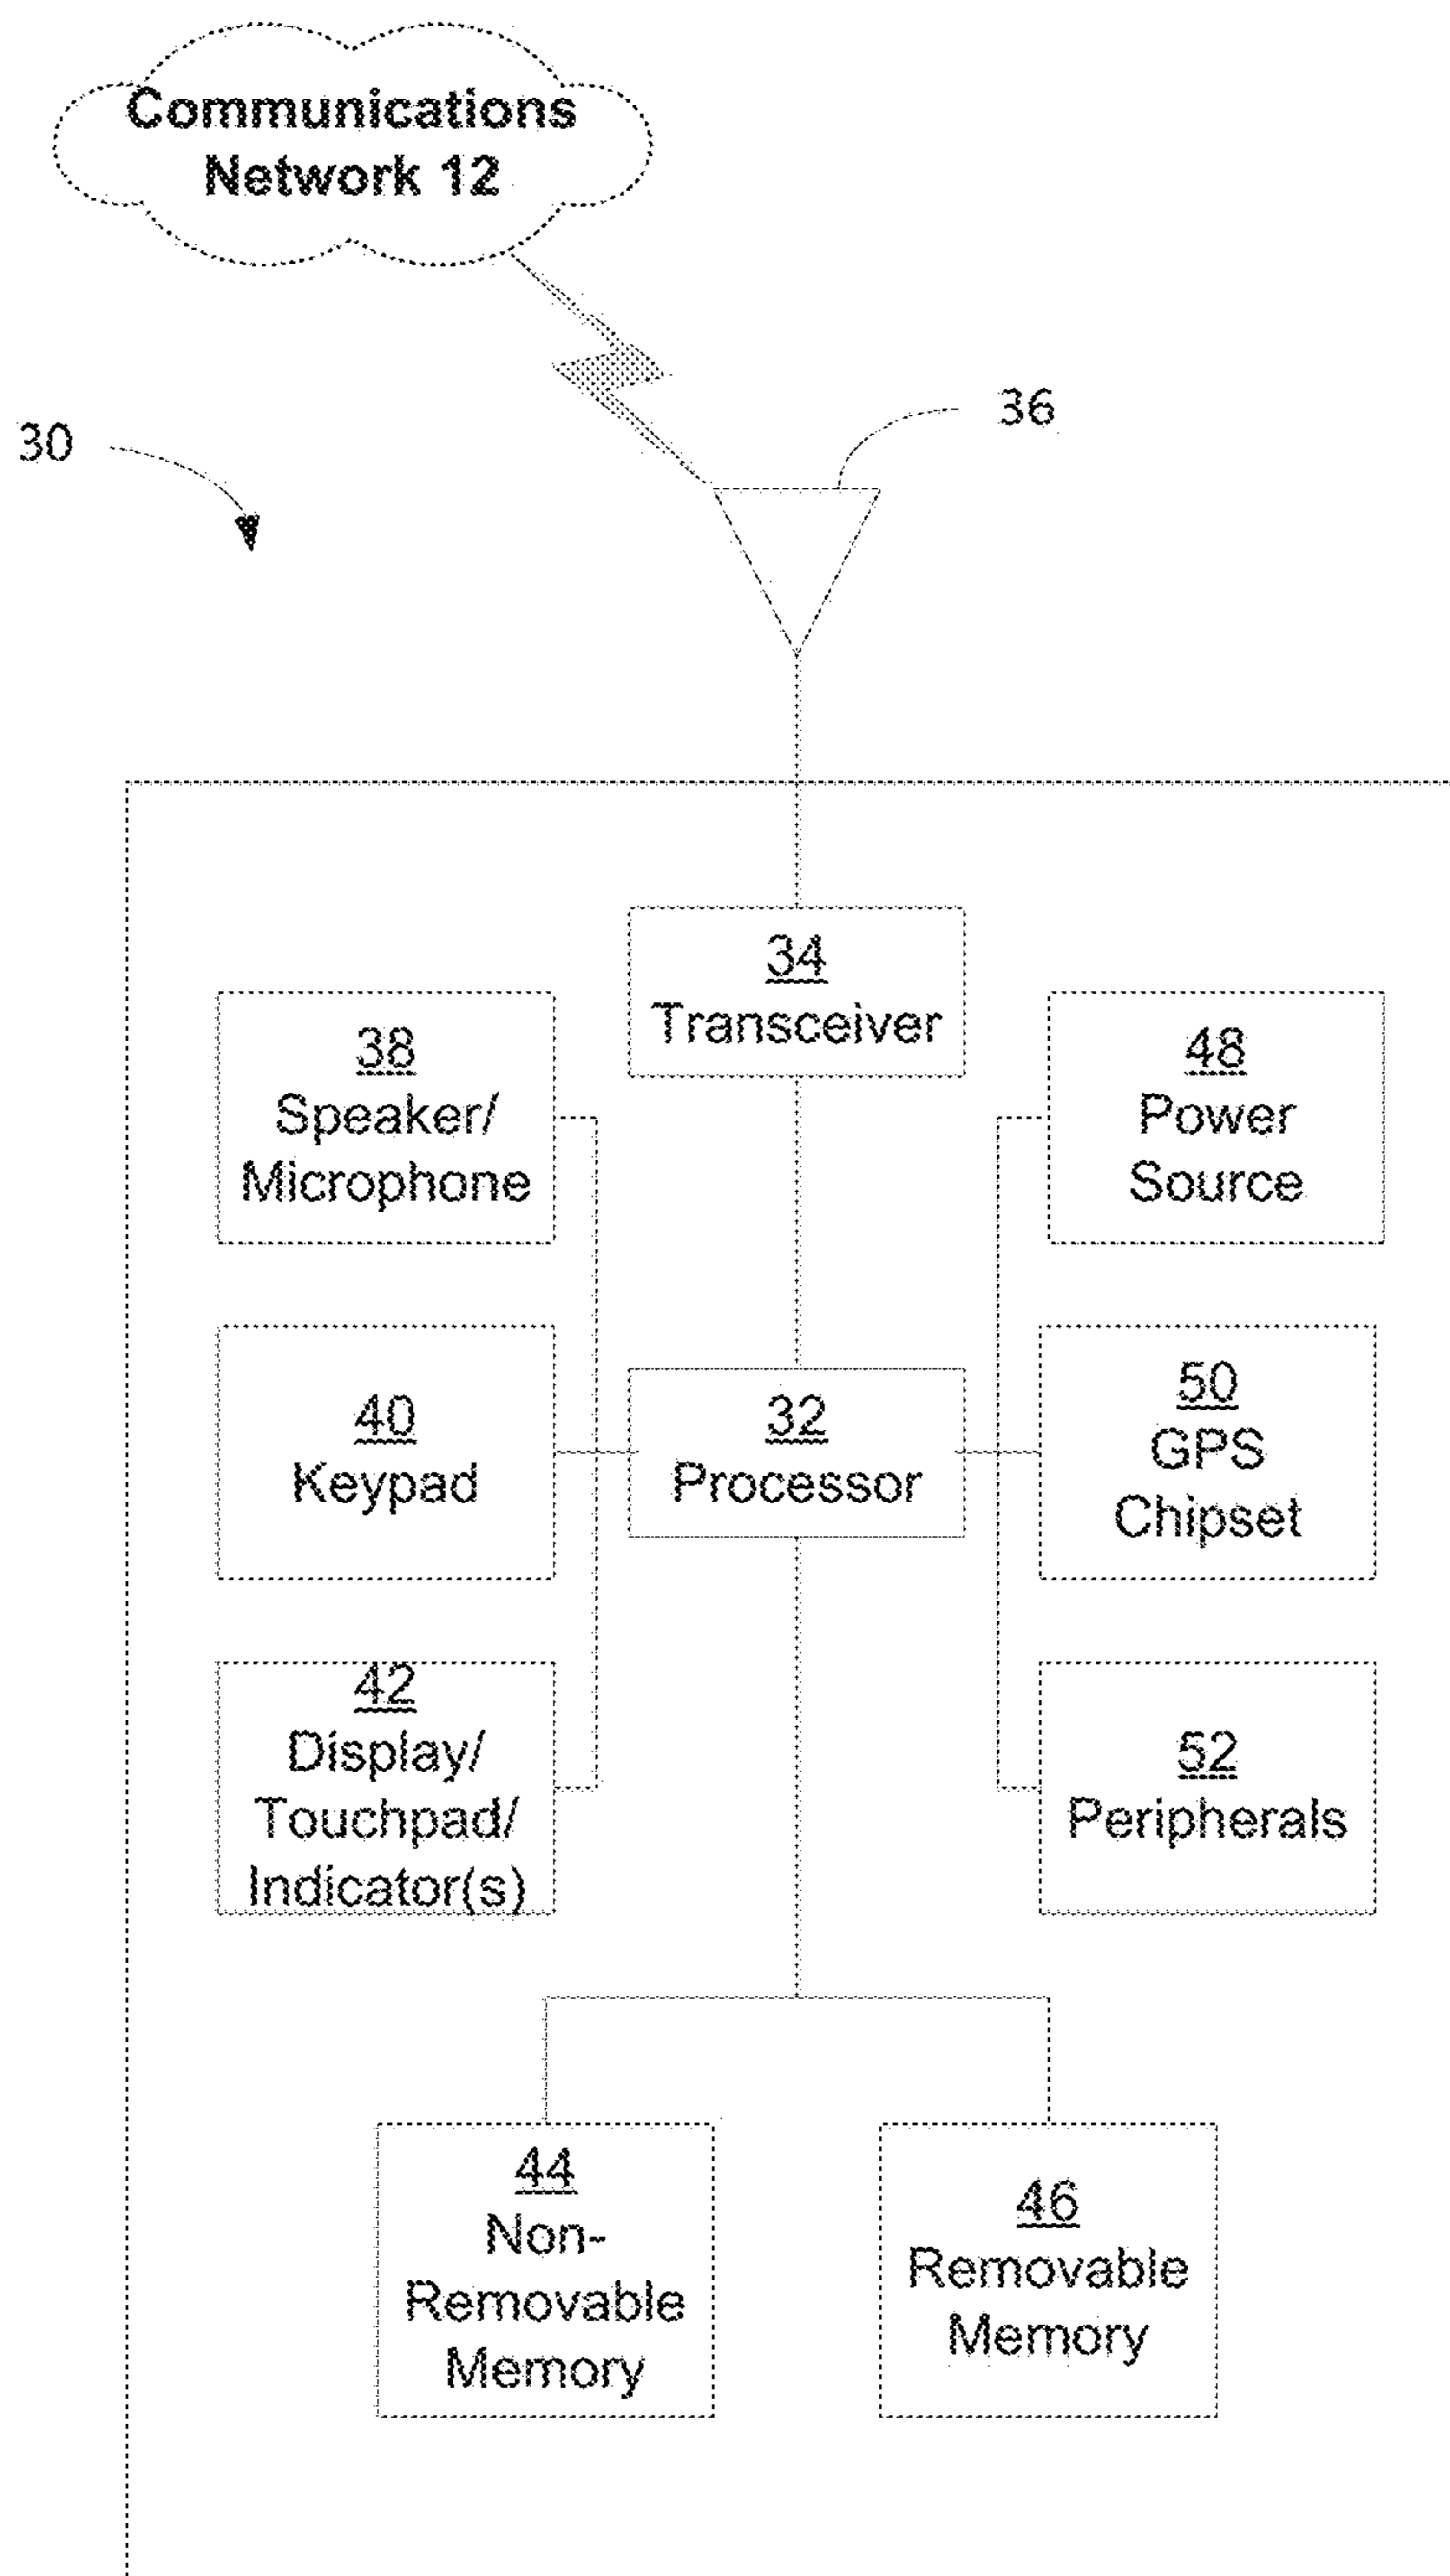 Communications
Network 12
36
30
34
Transceiver
38
Speaker/
Microphone
48
Power
Source
40
Keypad
32
Processor
50
GPS
Chipset
42
Display/
Touchpad/
Indicator(s)
52
Peripherals
44
Non-
Removable
Memory
46
Removable
Memory